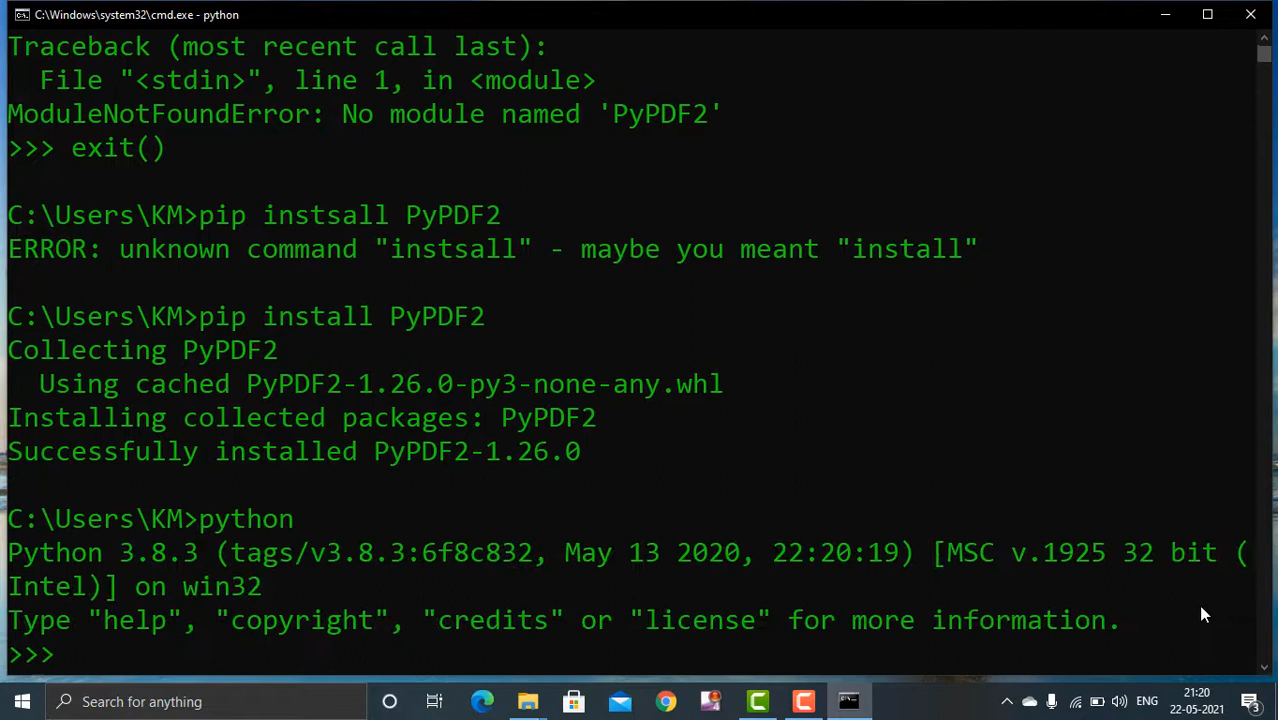 C:\Windows\system32\cmd.exe - python
Traceback (most recent call last):
File "<stdin>", line 1, in <module>
ModuleNotFoundError: No module named 'PyPDF2'
>>> exit()
C:\Users\KM>pip instsall PyPDF2
ERROR: unknown command "instsall" - maybe you meant "install"
C:\Users\KM>pip install PyPDF2
Collecting PyPDF2
Using cached PyPDF2-1.26.0-py3-none-any.whl
Installing collected packages: PyPDF2
Successfully installed PyPDF2-1.26.0
C:\Users\KM>python
Python 3.8.3 (tags/v3.8.3:6f8c832, May 13 2020, 22:20:19) [MSC v.1925 32 bit (
Intel)] on win32
Type "help", "copyright", "credits" or "license" for more information.
>>>
Search for anything
ENG
21:20
22-05-2021
3